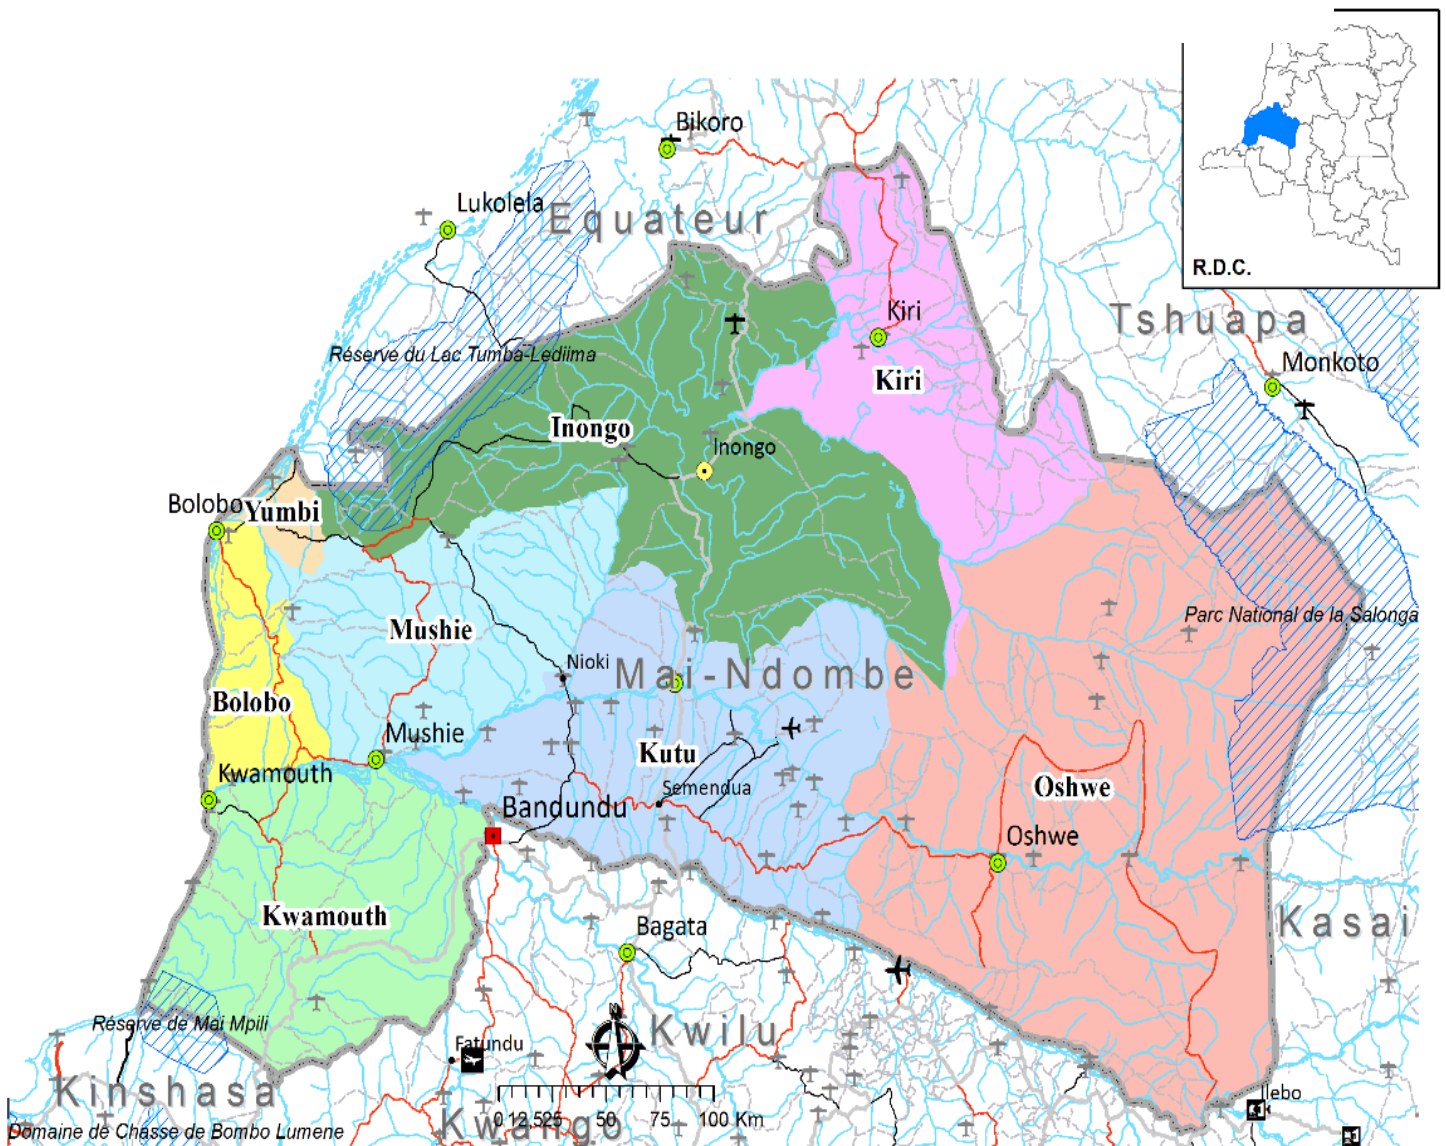 Bikoro
Lukolela
Equateur
R.D.C.
Kiri
Tshuapa
Réserve du Lac Tumba-Lediima
Monkoto
Kiri
Inongo
Inongo
Bolobo
Yumbi
Parc National de la Salonga
Mushie
Nioki
Mai-Ndombe
Bolobo
Mushie
Kutu
Kwamouth
Semendua
Oshwe
Bandundu
Oshwe
Kwamouth
Bagata
Kasai
N
Réserve de Mai Mpili
Kwilu
Fatundu
Kinshasa
Ilebo
0 12,525 50 75 100 Km
Kwango
Domaine de Chasse de Bombo Lumene